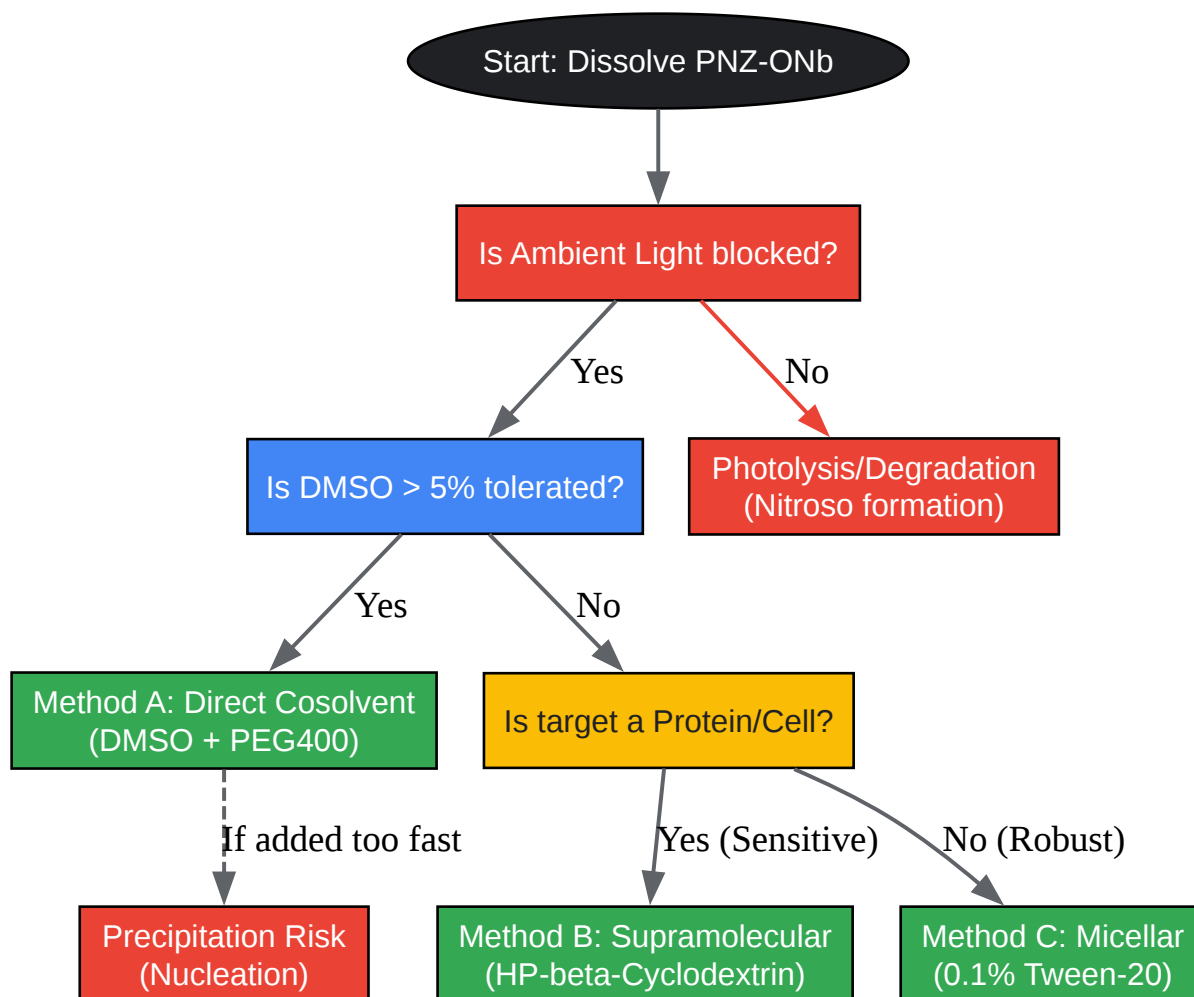 Start: Dissolve PNZ-ONb
Is Ambient Light blocked?
Yes
No
Is DMSO > 5% tolerated?
Photolysis/Degradation
(Nitroso formation)
Yes
No
Method A: Direct Cosolvent
(DMSO + PEG400)
Is target a Protein/Cell?
If added too fast
Yes (Sensitive)
No (Robust)
Precipitation Risk
(Nucleation)
Method B: Supramolecular
(HP-beta-Cyclodextrin)
Method C: Micellar
(0.1% Tween-20)